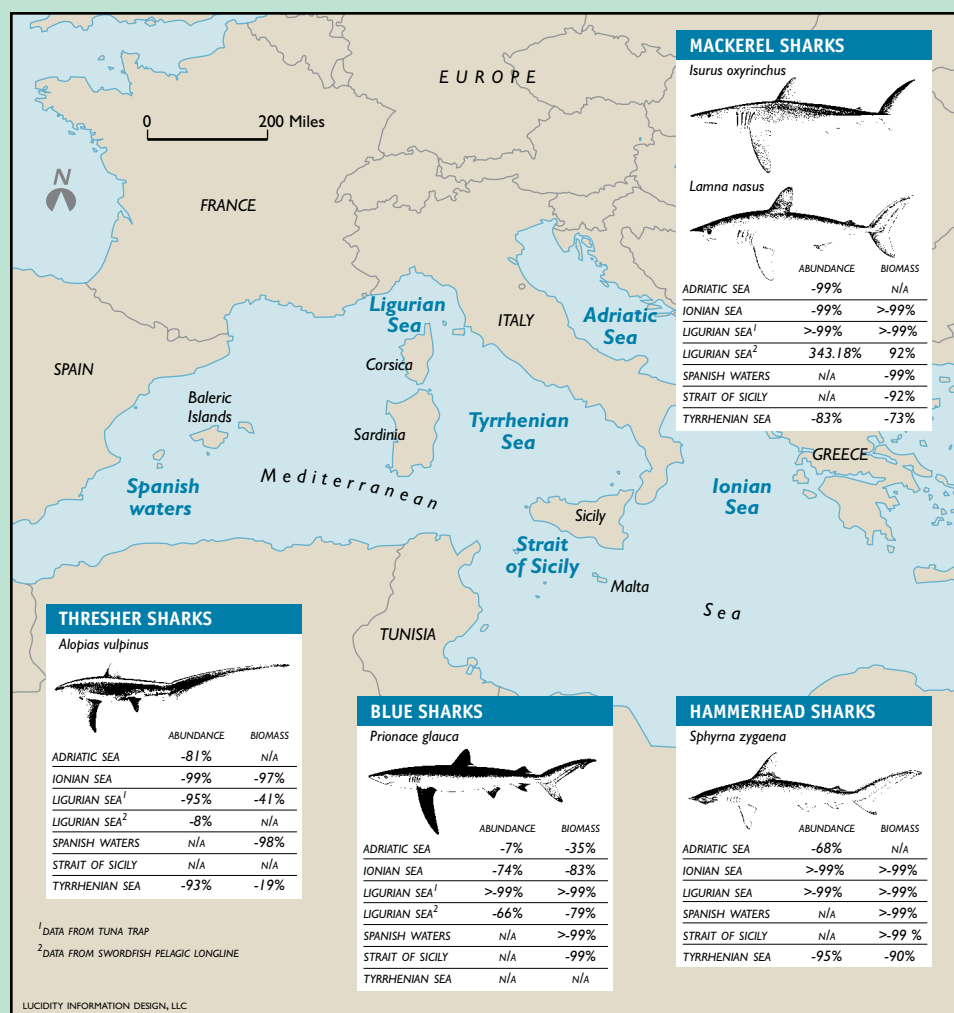 MACKEREL SHARKS
Isurus oxyrinchus
Lamna nasus
ABUNDANCE BIOMASS
ADRIATIC SEA -99% N/A
IONIAN SEA -99% >-99%
LIGURIAN SEA1 >-99% >-99%
LIGURIAN SEA2 343.18% 92%
SPANISH WATERS N/A -99%
STRAIT OF SICILY N/A -92%
TYRRHENIAN SEA -83% -73%
EUROPE
0 200 Miles
N
FRANCE
Ligurian
Sea
ITALY
Adriatic
Sea
SPAIN
Corsica
Baleric
Islands
Sardinia
Tyrrhenian
Sea
GREECE
Mediterranean
Spanish
waters
Ionian
Sea
Sicily
Strait
of Sicily
Malta
Sea
TUNISIA
THRESHER SHARKS
Alopias vulpinus
ABUNDANCE BIOMASS
ADRIATIC SEA -81% N/A
IONIAN SEA -99% -97%
LIGURIAN SEA1 -95% -41%
LIGURIAN SEA2 -8% N/A
SPANISH WATERS N/A -98%
STRAIT OF SICILY N/A N/A
TYRRHENIAN SEA -93% -19%
BLUE SHARKS
Prionace glauca
ABUNDANCE BIOMASS
ADRIATIC SEA -7% -35%
IONIAN SEA -74% -83%
LIGURIAN SEA1 >-99% >-99%
LIGURIAN SEA2 -66% -79%
SPANISH WATERS N/A >-99%
STRAIT OF SICILY N/A -99%
TYRRHENIAN SEA N/A N/A
HAMMERHEAD SHARKS
Sphyrna zygaena
ABUNDANCE BIOMASS
ADRIATIC SEA -68% N/A
IONIAN SEA >-99% >-99%
LIGURIAN SEA >-99% >-99%
SPANISH WATERS N/A >-99%
STRAIT OF SICILY N/A >-99 %
TYRRHENIAN SEA -95% -90%
1DATA FROM TUNA TRAP
2DATA FROM SWORDFISH PELAGIC LONGLINE
LUCIDITY INFORMATION DESIGN, LLC